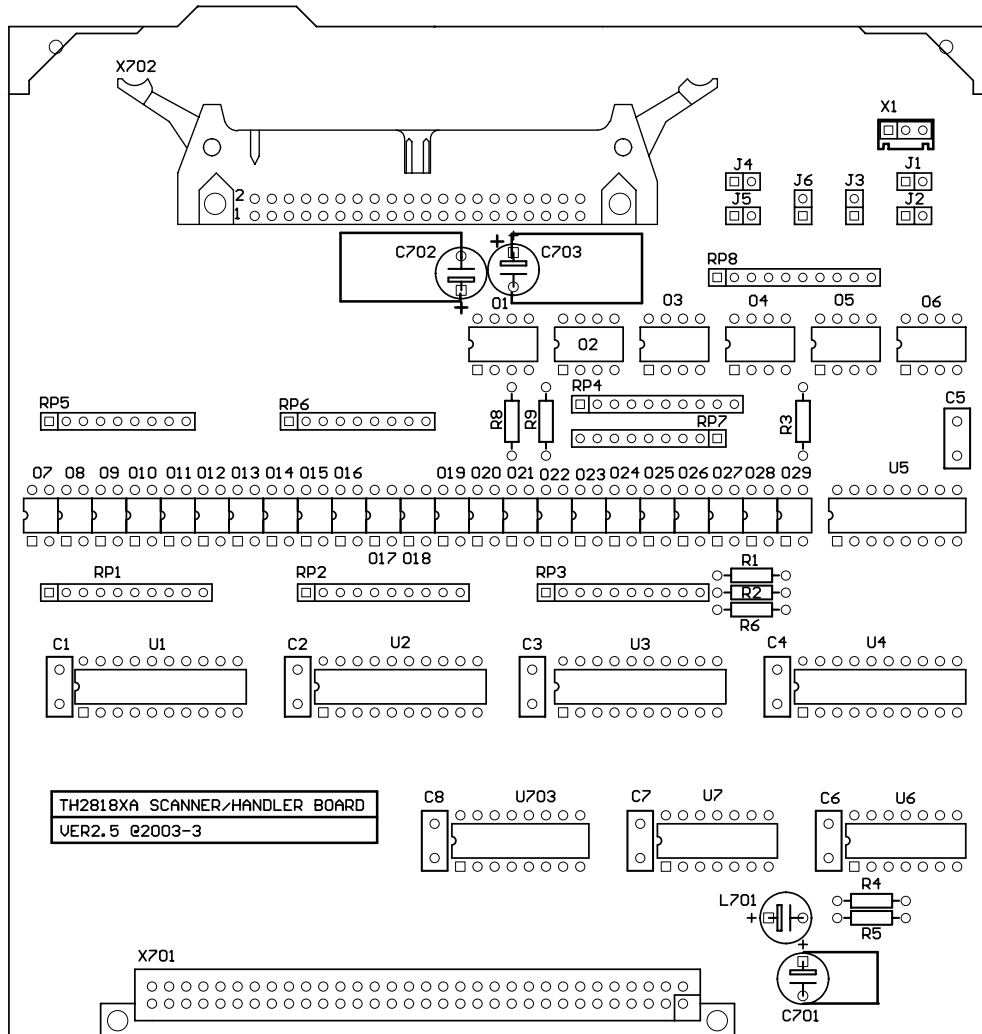 X702
X1
J4 J6 J3 J1
J5 J2
2
1
C702 + + C703
+
RP8
O1 O3 O4 O5 O6
O2
RP5 RP6 R8 R9 RP4 R3 C5
RP7
O7 O8 O9 O10 O11 O12 O13 O14 O15 O16 O19 O20 O21 O22 O23 O24 O25 O26 O27 O28 O29 U5
O17 O18
RP1 RP2 RP3 R1
R2
R6
C1 U1 C2 U2 C3 U3 C4 U4
TH2818XA SCANNER/HANDLER BOARD
VER2.5 @2003-3
C8 U703 C7 U7 C6 U6
L701 R4
+
R5
X701 +
C701